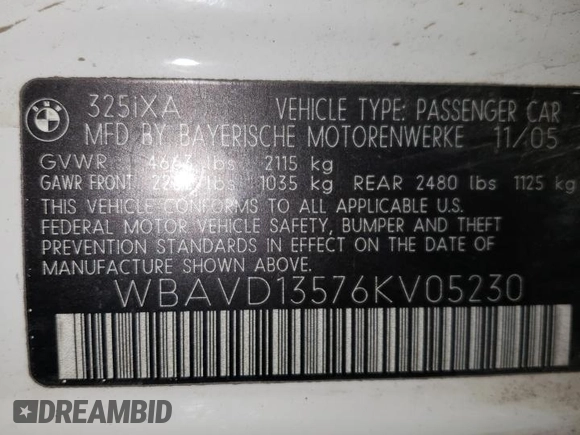 BMW
325iXA VEHICLE TYPE: PASSENGER CAR
MFD BY BAYERISCHE MOTORENWERKE 11/05
GVWR lbs 2115 kg
GAWR FRONT lbs 1035 kg REAR 2480 lbs 1125 kg
THIS VEHICLE CONFORMS TO ALL APPLICABLE U.S.
FEDERAL MOTOR VEHICLE SAFETY, BUMPER AND THEFT
PREVENTION STANDARDS IN EFFECT ON THE DATE OF
MANUFACTURE SHOWN ABOVE.
WBAVD13576KV05230
DREAMBID